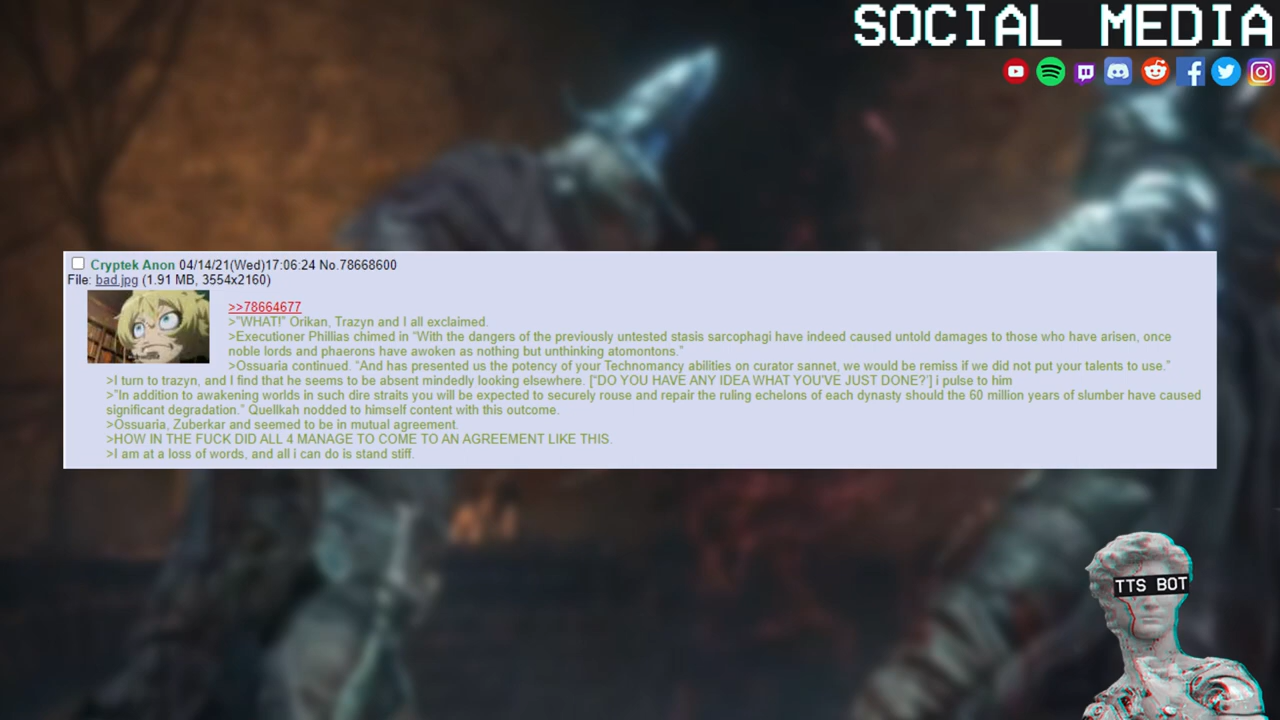 SOCIAL MEDIA
Cryptek Anon 04/14/21(Wed)17:06:24 No.78668600
File: bad.jpg (1.91 MB, 3554x2160)
>>78664677
>"WHAT!" Orikan, Trazyn and I all exclaimed.
>Executioner Phillias chimed in "With the dangers of the previously untested stasis sarcophagi have indeed caused untold damages to those who have arisen, once
noble lords and phaerons have awoken as nothing but unthinking atomontons."
>Ossuaria continued. "And has presented us the potency of your Technomancy abilities on curator sannet, we would be remiss if we did not put your talents to use."
>I turn to trazyn, and I find that he seems to be absent mindedly looking elsewhere. ["DO YOU HAVE ANY IDEA WHAT YOU'VE JUST DONE?'] i pulse to him
>"In addition to awakening worlds in such dire straits you will be expected to securely rouse and repair the ruling echelons of each dynasty should the 60 million years of slumber have caused
significant degradation." Quellkah nodded to himself content with this outcome.
>Ossuaria, Zuberkar and seemed to be in mutual agreement.
>HOW IN THE FUCK DID ALL 4 MANAGE TO COME TO AN AGREEMENT LIKE THIS.
>I am at a loss of words, and all i can do is stand stiff.
TTS BOT